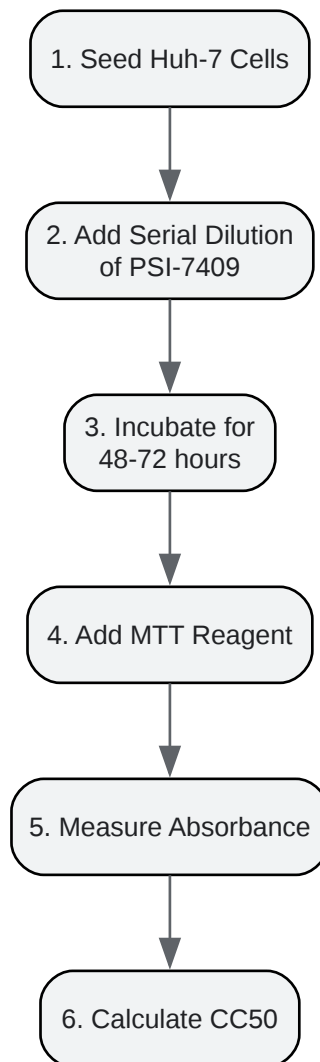 1. Seed Huh-7 Cells
2. Add Serial Dilution
of PSI-7409
3. Incubate for
48-72 hours
4. Add MTT Reagent
5. Measure Absorbance
6. Calculate CC50